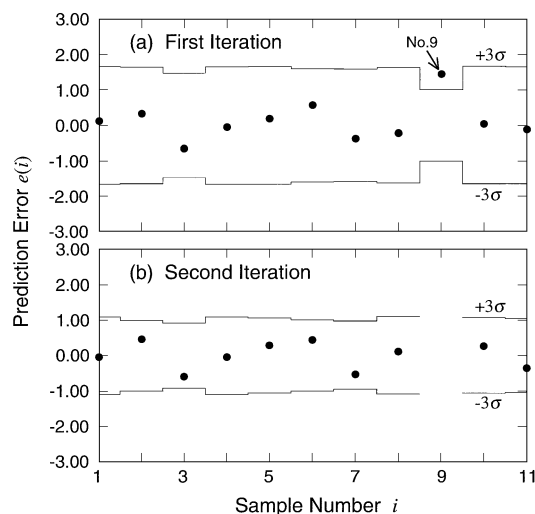 3.00
(a) First Iteration
No.9
+3σ
2.00
1.00
0.00
-1.00
-2.00
-3σ
-3.00
Prediction Error e(i)
3.00
(b) Second Iteration
2.00
+3σ
1.00
0.00
-1.00
-3σ
-2.00
-3.00
1 3 5 7 9 11
Sample Number i